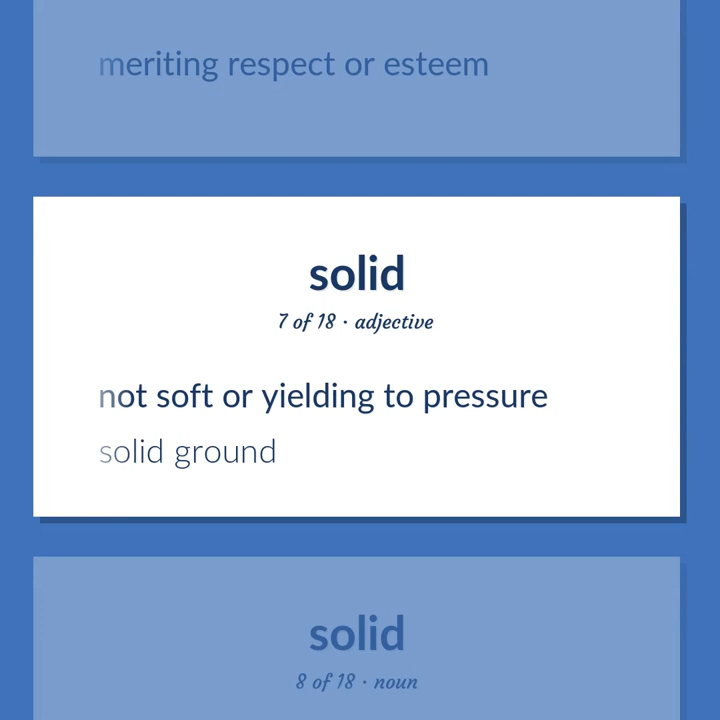 meriting respect or esteem
solid
7 of 18 · adjective
not soft or yielding to pressure
solid ground
solid
8 of 18 · noun